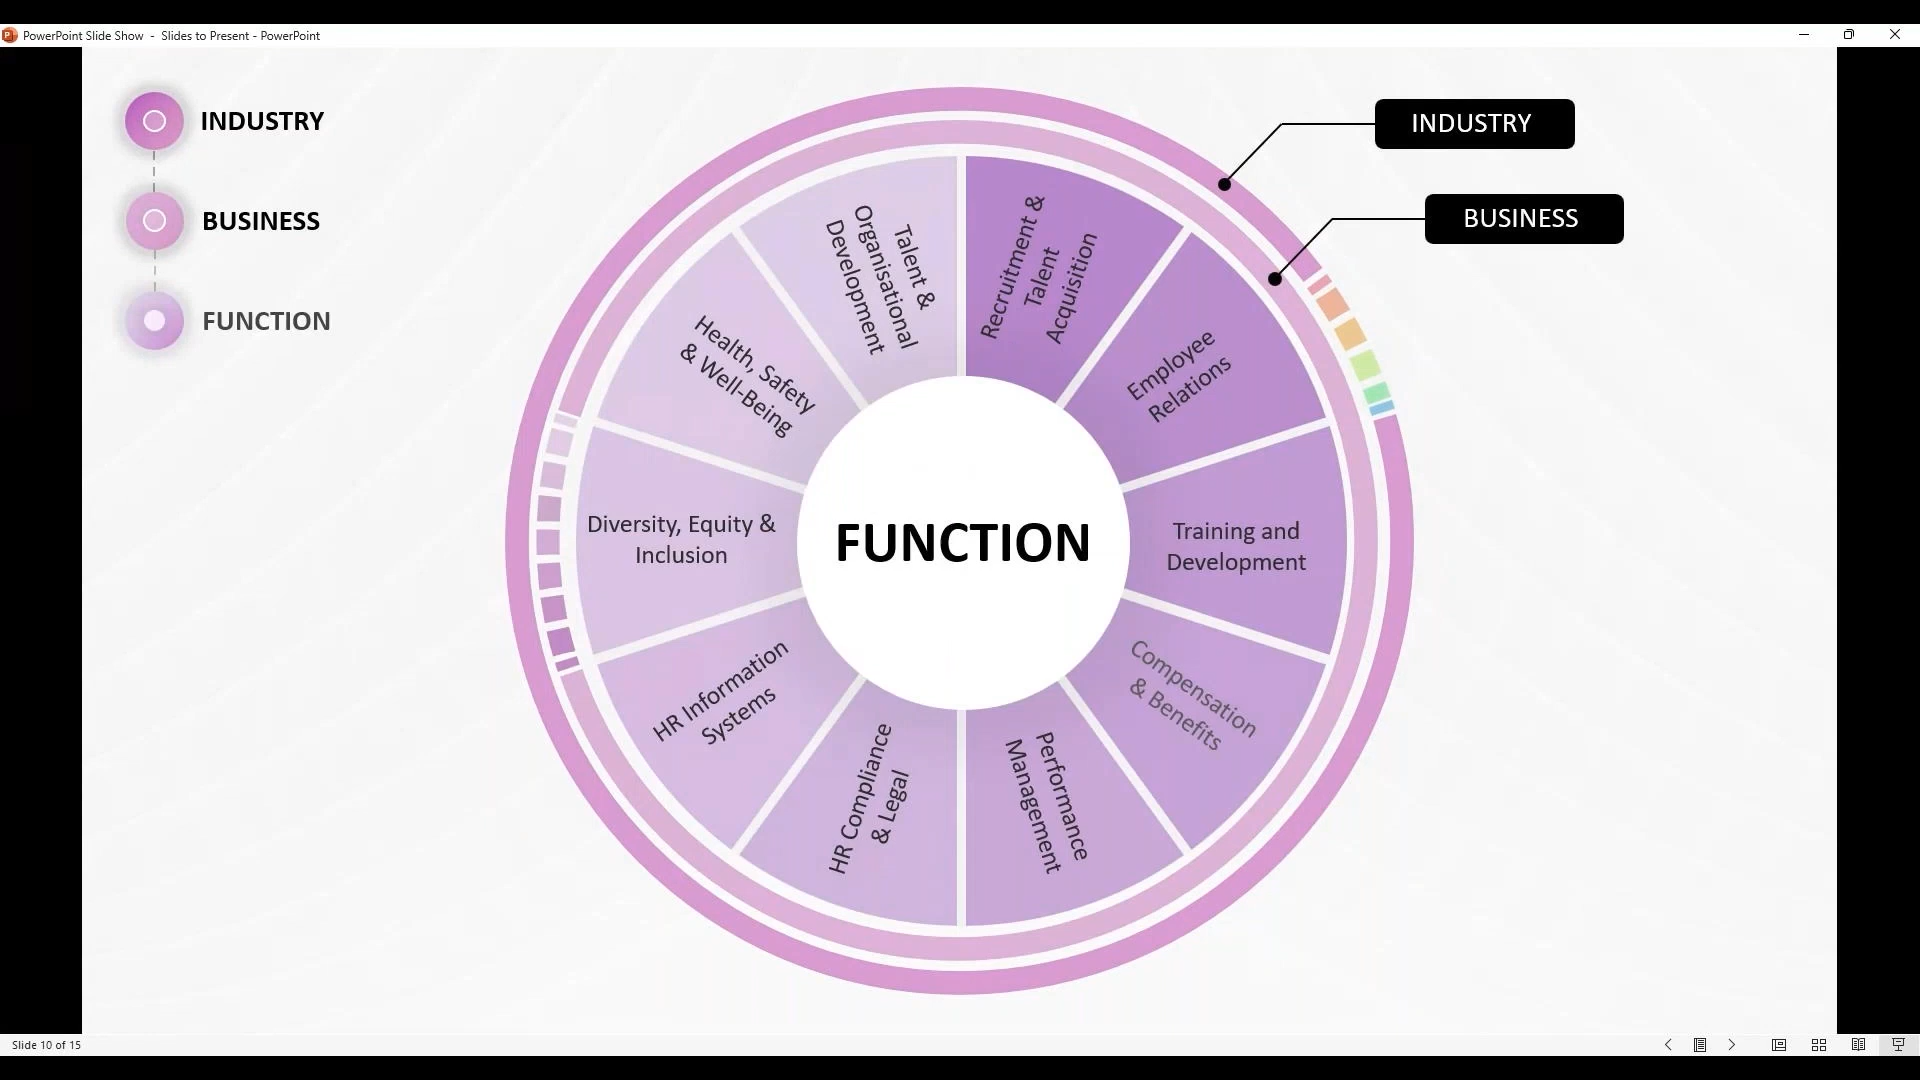 PowerPoint Slide Show - Slides to Present - PowerPoint
INDUSTRY
BUSINESS
FUNCTION
INDUSTRY
BUSINESS
Recruitment &
Talent
Acquisition
Employee
Relations
Training and
Development
Compensation
& Benefits
Performance
Management
HR Compliance
& Legal
HR Information
Systems
Diversity, Equity &
Inclusion
Health, Safety
& Well-Being
Talent &
Organisational
Development
FUNCTION
Slide 10 of 15